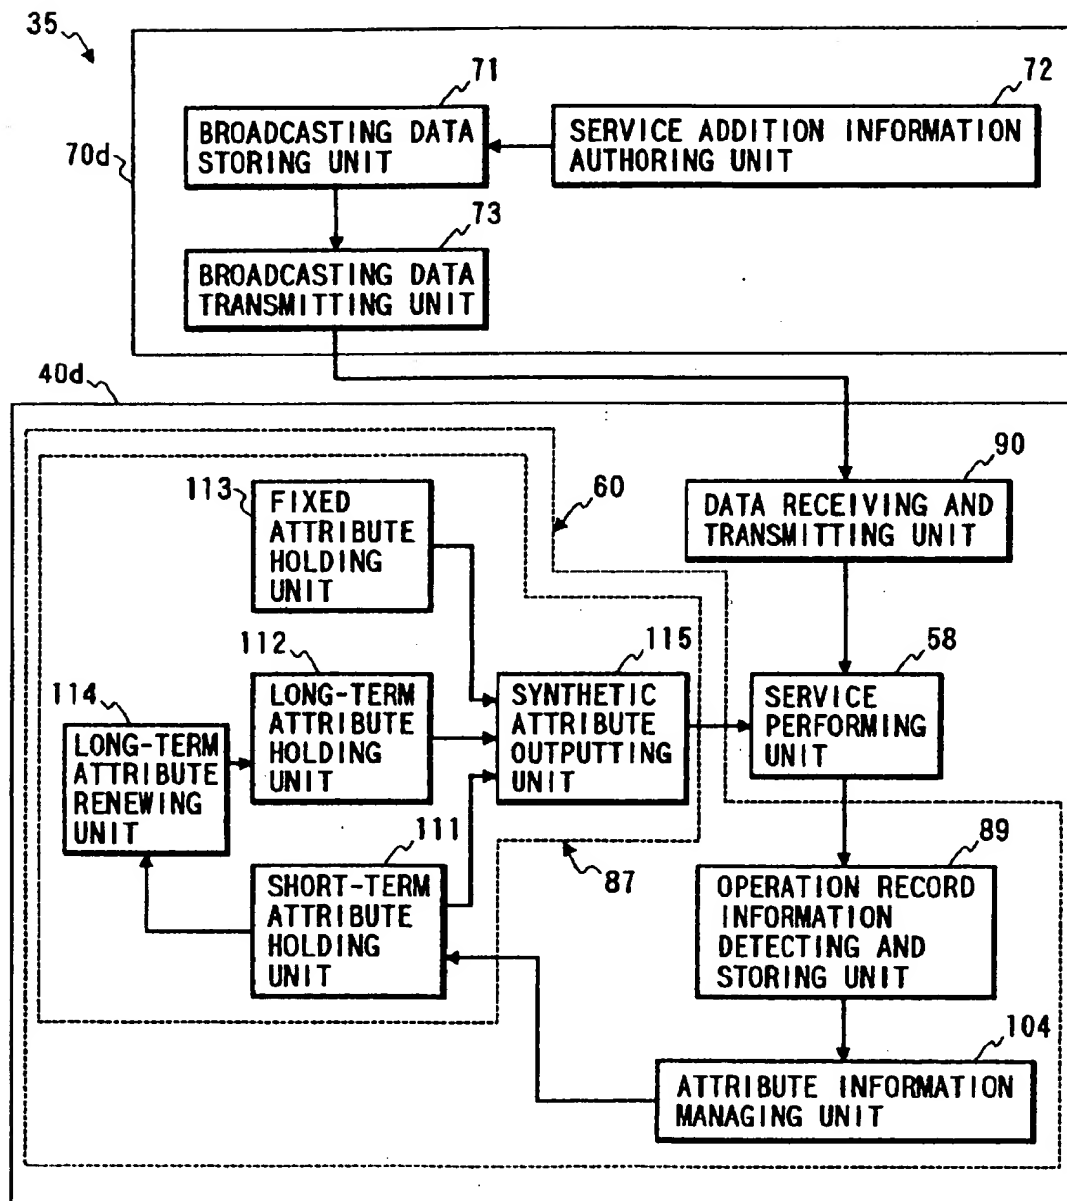 35
71
72
BROADCASTING DATA
STORING UNIT
SERVICE ADDITION INFORMATION
AUTHORING UNIT
70d
73
BROADCASTING DATA
TRANSMITTING UNIT
40d
90
113
FIXED
ATTRIBUTE
HOLDING
UNIT
60
DATA RECEIVING AND
TRANSMITTING UNIT
112
115
58
114
LONG-TERM
ATTRIBUTE
HOLDING
UNIT
SYNTHETIC
ATTRIBUTE
OUTPUTTING
UNIT
SERVICE
PERFORMING
UNIT
LONG-TERM
ATTRIBUTE
RENEWING
UNIT
111
89
87
SHORT-TERM
ATTRIBUTE
HOLDING
UNIT
OPERATION RECORD
INFORMATION
DETECTING AND
STORING UNIT
104
ATTRIBUTE INFORMATION
MANAGING UNIT